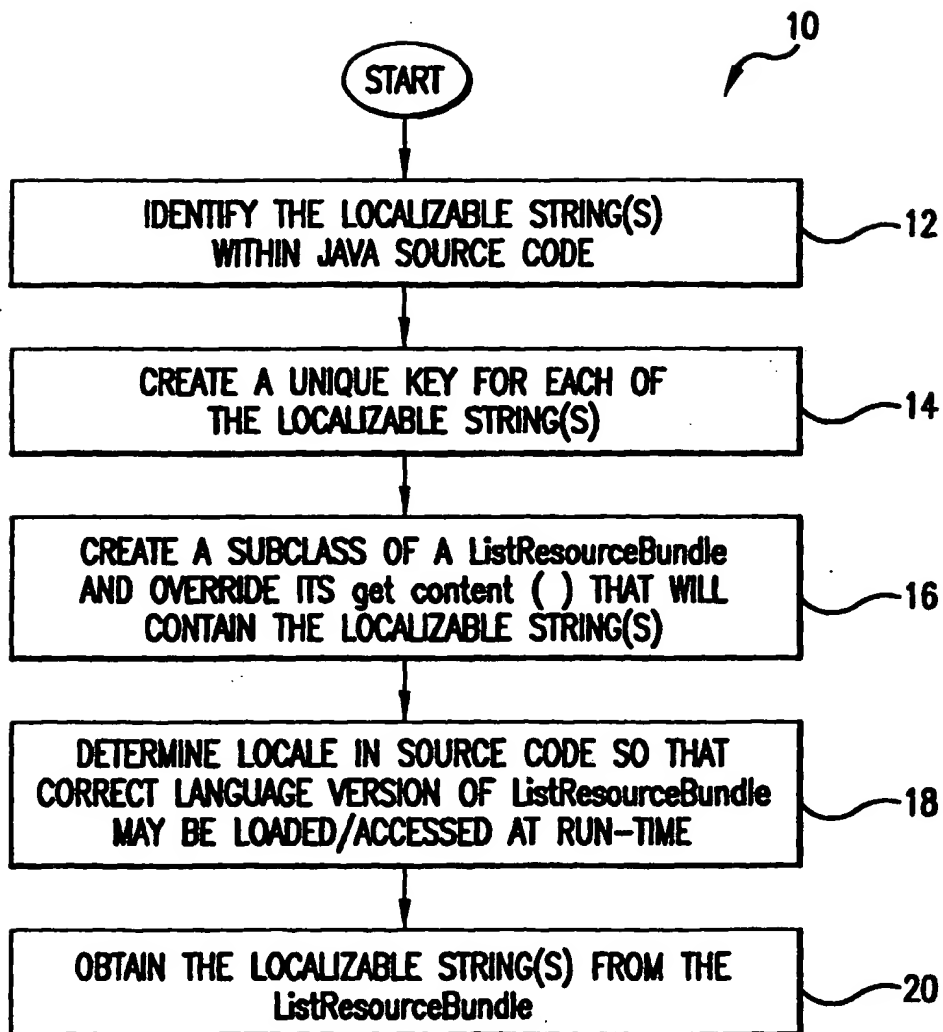 10
START
IDENTIFY THE LOCALIZABLE STRING(S)
WITHIN JAVA SOURCE CODE
12
CREATE A UNIQUE KEY FOR EACH OF
THE LOCALIZABLE STRING(S)
14
CREATE A SUBCLASS OF A ListResourceBundle
AND OVERRIDE ITS get content ( ) THAT WILL
CONTAIN THE LOCALIZABLE STRING(S)
16
DETERMINE LOCALE IN SOURCE CODE SO THAT
CORRECT LANGUAGE VERSION OF ListResourceBundle
MAY BE LOADED/ACCESSED AT RUN-TIME
18
OBTAIN THE LOCALIZABLE STRING(S) FROM THE
ListResourceBundle
20